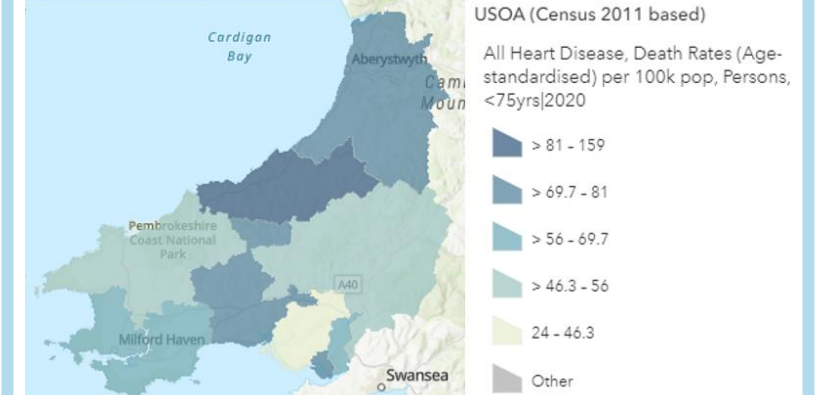 Cardigan
Bay
Aberystwyth
Pembrokeshire
Coast National
Park
A40
Milford Haven
Swansea
USOA (Census 2011 based)
All Heart Disease, Death Rates (Age-
standardised) per 100k pop, Persons,
<75yrs|2020
> 81 - 159
> 69.7 - 81
> 56 - 69.7
> 46.3 - 56
24 - 46.3
Other